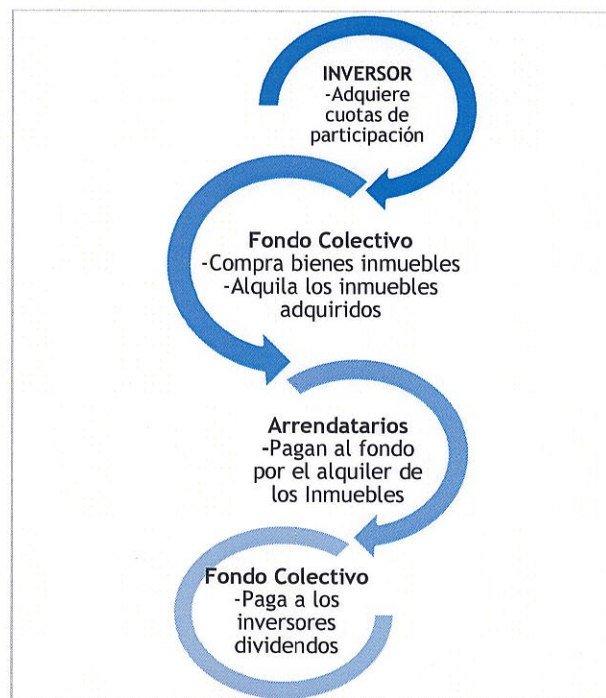 INVERSOR
-Adquiere
cuotas de
participación
Fondo Colectivo
-Compra bienes inmuebles
-Alquila los inmuebles
adquiridos
Arrendatarios
-Pagan al fondo
por el alquiler de
los Inmuebles
Fondo Colectivo
-Paga a los
inversores
dividendos